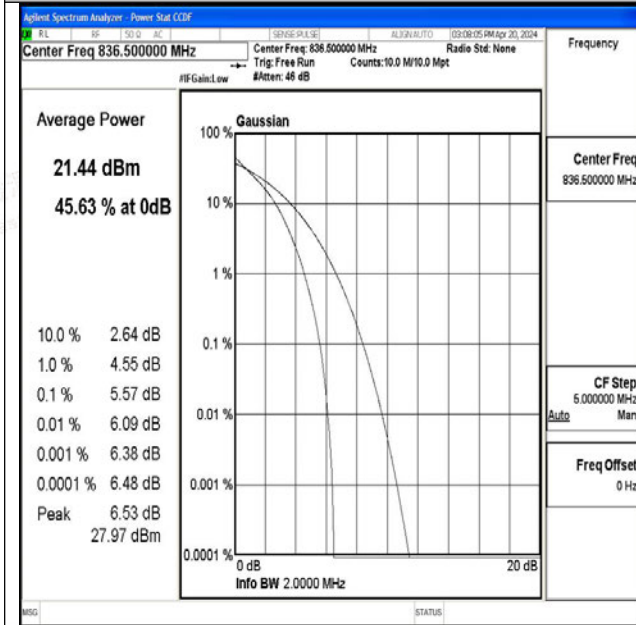 Agilent Spectrum Analyzer - Power Stat CCDF
RL RF 50 Ω AC SENSE:PULSE ALIGNAUTO 03:08:05 PM Apr 20, 2024
Center Freq 836.500000 MHz
Center Freq: 836.500000 MHz Radio Std: None
Trig: Free Run Counts:10.0 M/10.0 Mpt
#IFGain:Low #Atten: 46 dB
Frequency
Average Power
21.44 dBm
45.63 % at 0dB
10.0 % 2.64 dB
1.0 % 4.55 dB
0.1 % 5.57 dB
0.01 % 6.09 dB
0.001 % 6.38 dB
0.0001 % 6.48 dB
Peak 6.53 dB
27.97 dBm
Gaussian
100 %
10 %
1 %
0.1 %
0.01 %
0.001 %
0.0001 %
0 dB 20 dB
Info BW 2.0000 MHz
Center Freq
836.500000 MHz
CF Step
5.000000 MHz
Auto Man
Freq Offset
0 Hz
MSG STATUS